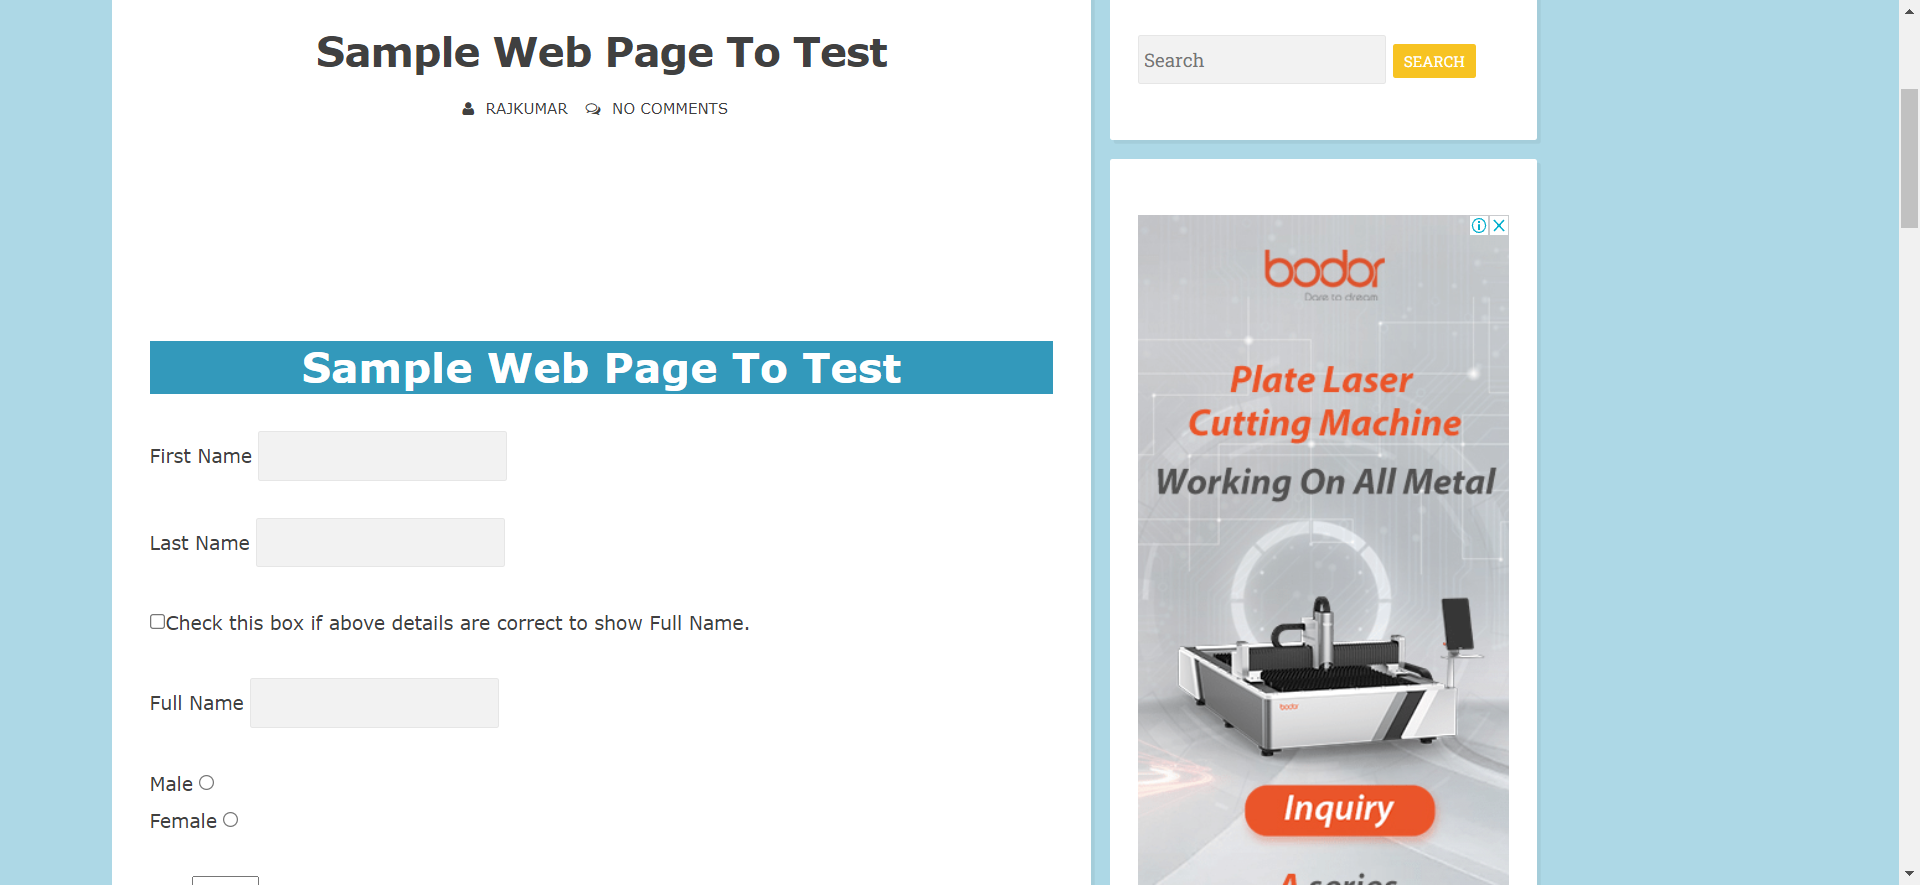 Sample Web Page To Test
RAJKUMAR NO COMMENTS
Sample Web Page To Test
First Name
Last Name
Check this box if above details are correct to show Full Name.
Full Name
Male
Female
Search SEARCH
bodor
Dare to dream
Plate Laser
Cutting Machine
Working On All Metal
bodor
Inquiry
A series